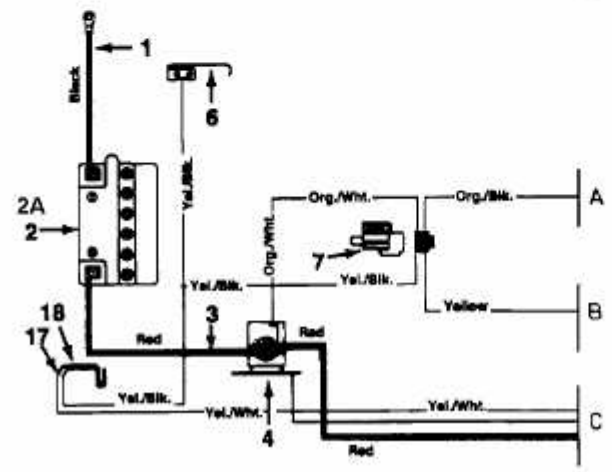 1
Black
6
Yel./Blk.
2A
2
Org./Wht.
Org./Blk.
A
Org./Wht.
7
Yel./Blk.
Yel./Blk.
Yellow
B
3
Red
Red
18
17
Yel./Blk.
Yel./Wht.
4
Yel./Wht.
C
Red